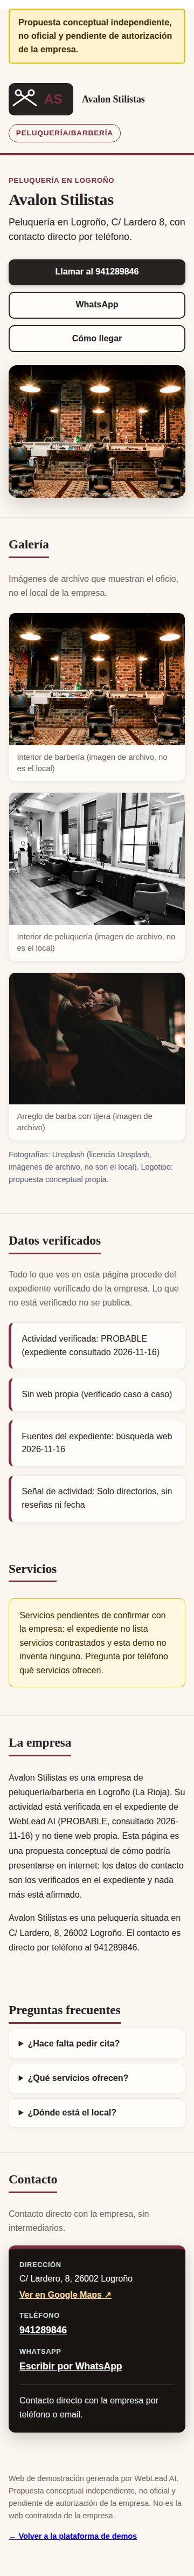 Propuesta conceptual independiente,
no oficial y pendiente de autorización
de la empresa.
AS
Avalon Stilistas
PELUQUERÍA/BARBERÍA
PELUQUERÍA EN LOGROÑO
Avalon Stilistas
Peluquería en Logroño, C/ Lardero 8, con
contacto directo por teléfono.
Llamar al 941289846
WhatsApp
Cómo llegar
Galería
Imágenes de archivo que muestran el oficio,
no el local de la empresa.
Interior de barbería (imagen de archivo, no
es el local)
Interior de peluquería (imagen de archivo, no
es el local)
Arreglo de barba con tijera (imagen de
archivo)
Fotografías: Unsplash (licencia Unsplash,
imágenes de archivo, no son el local). Logotipo:
propuesta conceptual propia.
Datos verificados
Todo lo que ves en esta página procede del
expediente verificado de la empresa. Lo que
no está verificado no se publica.
Actividad verificada: PROBABLE
(expediente consultado 2026-11-16)
Sin web propia (verificado caso a caso)
Fuentes del expediente: búsqueda web
2026-11-16
Señal de actividad: Solo directorios, sin
reseñas ni fecha
Servicios
Servicios pendientes de confirmar con
la empresa: el expediente no lista
servicios contrastados y esta demo no
inventa ninguno. Pregunta por teléfono
qué servicios ofrecen.
La empresa
Avalon Stilistas es una empresa de
peluquería/barbería en Logroño (La Rioja). Su
actividad está verificada en el expediente de
WebLead AI (PROBABLE, consultado 2026-
11-16) y no tiene web propia. Esta página es
una propuesta conceptual de cómo podría
presentarse en internet: los datos de contacto
son los verificados en el expediente y nada
más está afirmado.
Avalon Stilistas es una peluquería situada en
C/ Lardero, 8, 26002 Logroño. El contacto es
directo por teléfono al 941289846.
Preguntas frecuentes
¿Hace falta pedir cita?
¿Qué servicios ofrecen?
¿Dónde está el local?
Contacto
Contacto directo con la empresa, sin
intermediarios.
DIRECCIÓN
C/ Lardero, 8, 26002 Logroño
Ver en Google Maps ↗
TELÉFONO
941289846
WHATSAPP
Escribir por WhatsApp
Contacto directo con la empresa por
teléfono o email.
Web de demostración generada por WebLead AI.
Propuesta conceptual independiente, no oficial y
pendiente de autorización de la empresa. No es la
web contratada de la empresa.
← Volver a la plataforma de demos